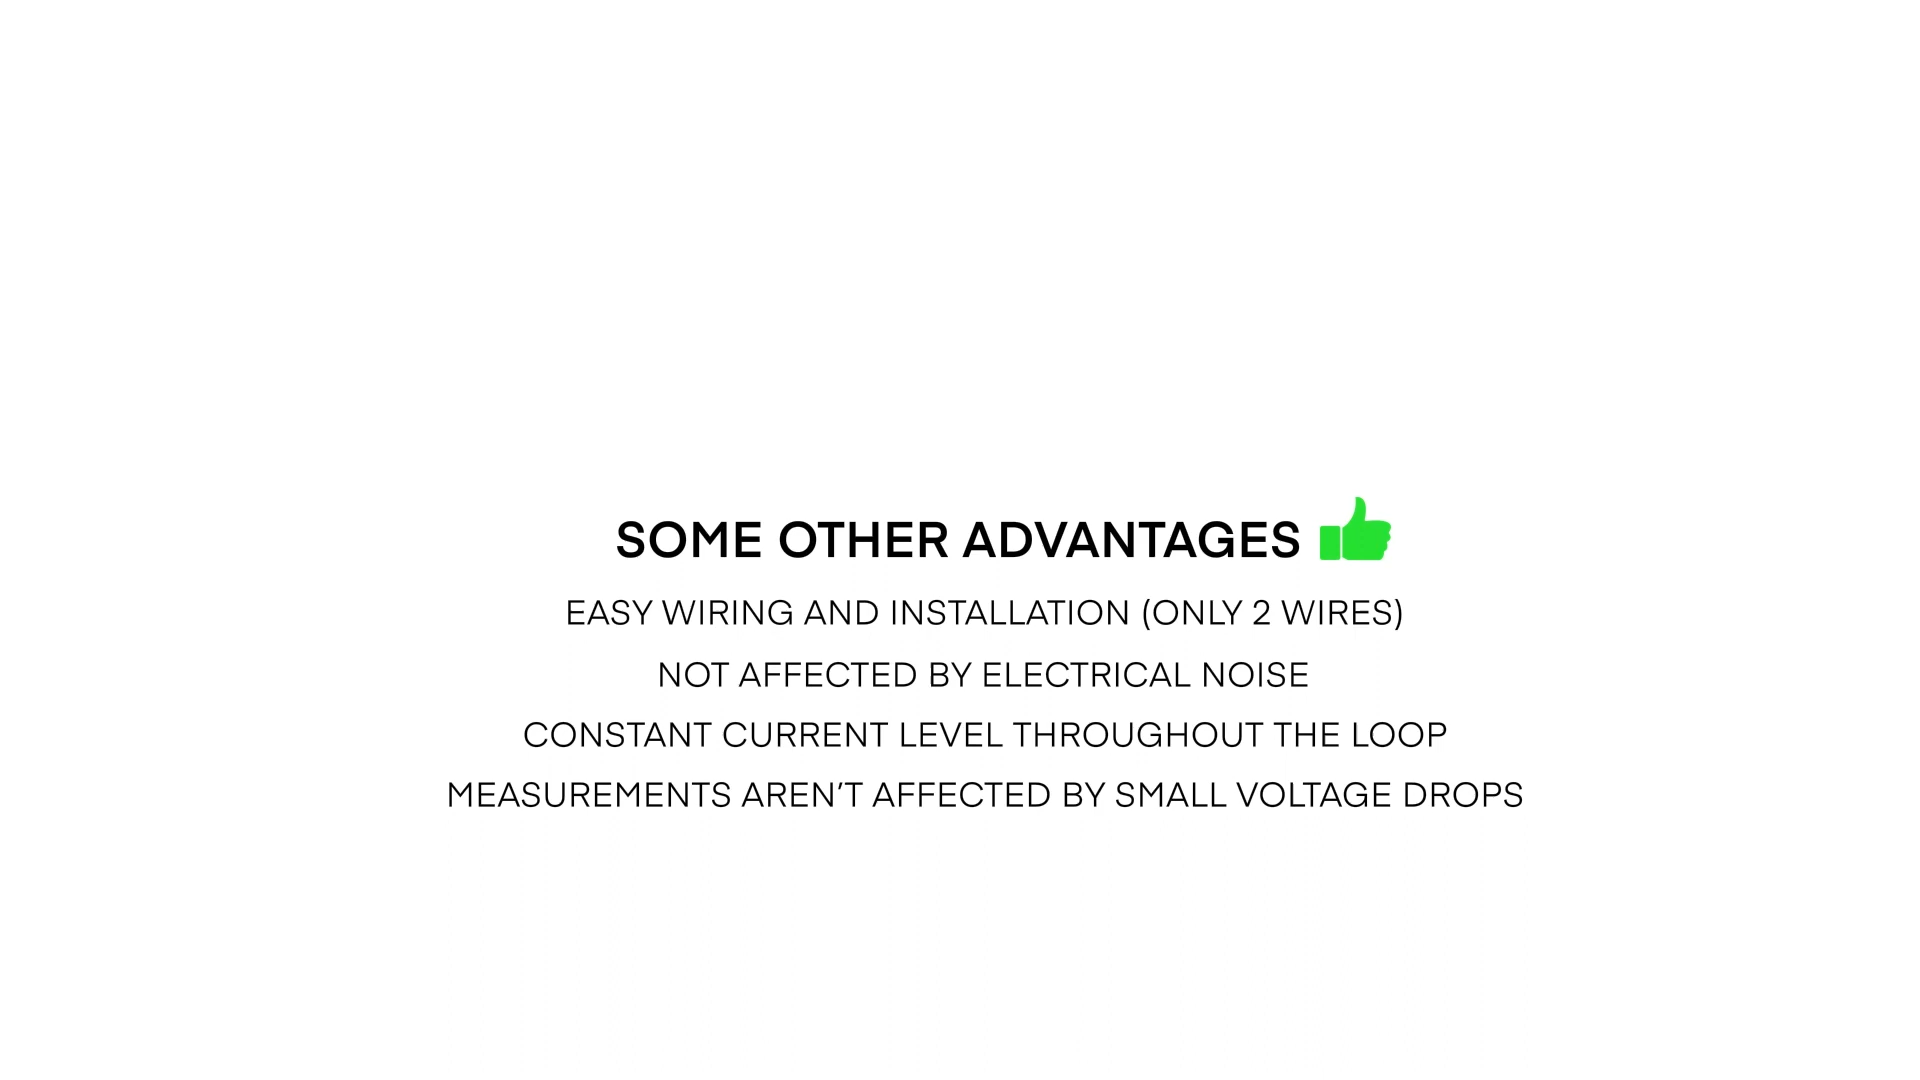 SOME OTHER ADVANTAGES
EASY WIRING AND INSTALLATION (ONLY 2 WIRES)
NOT AFFECTED BY ELECTRICAL NOISE
CONSTANT CURRENT LEVEL THROUGHOUT THE LOOP
MEASUREMENTS AREN’T AFFECTED BY SMALL VOLTAGE DROPS